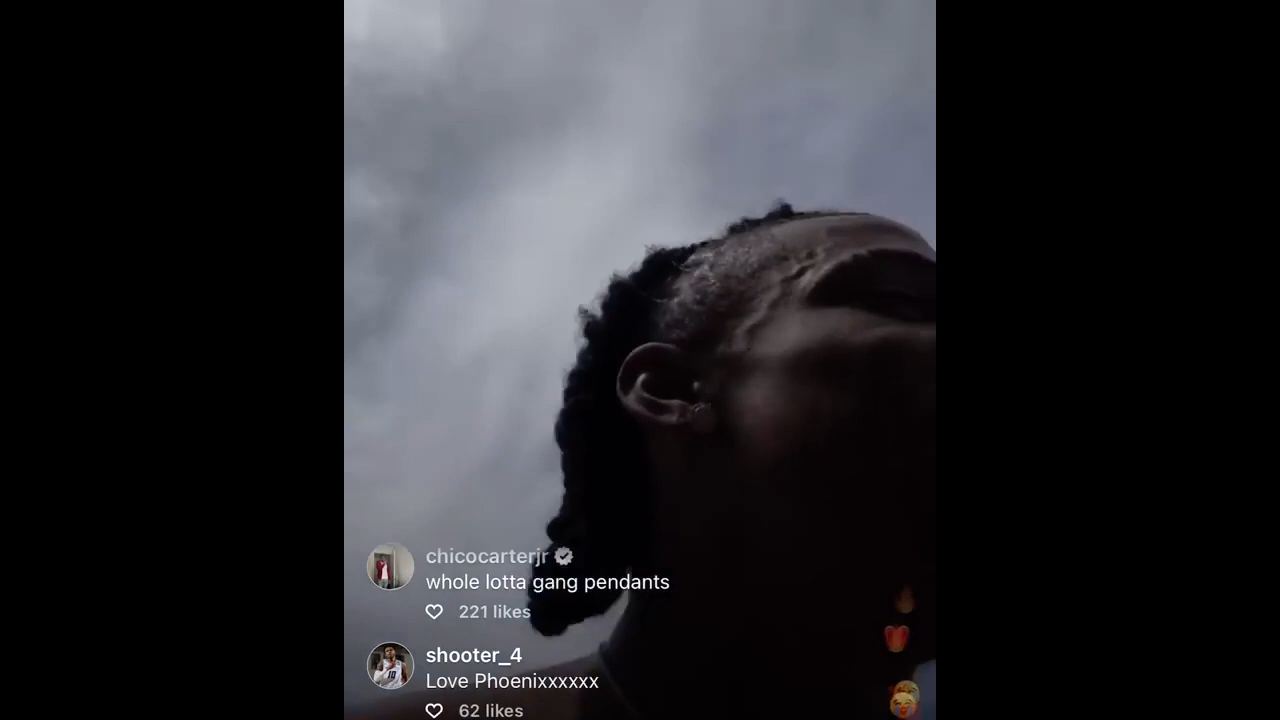 chicocarterjr
whole lotta gang pendants
221 likes
shooter_4
Love Phoenixxxxxx
62 likes